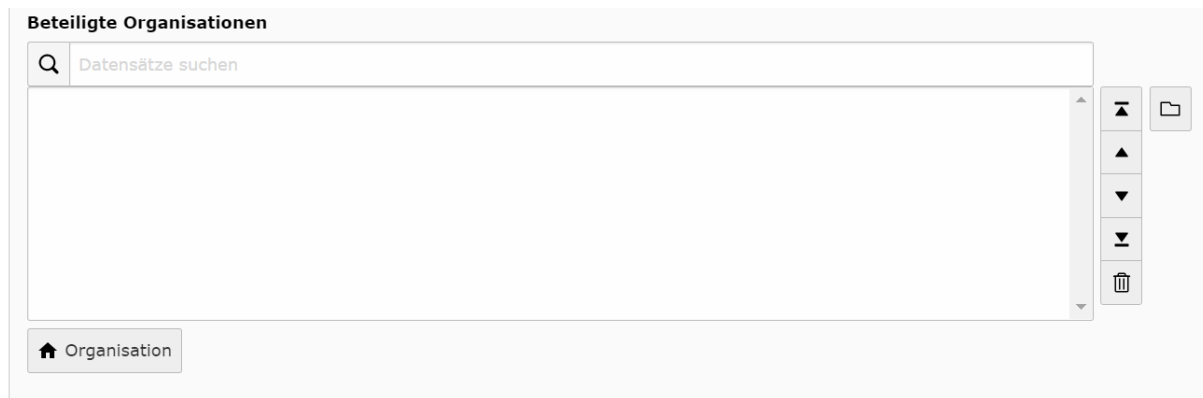 Beteiligte Organisationen
Datensätze suchen
Organisation